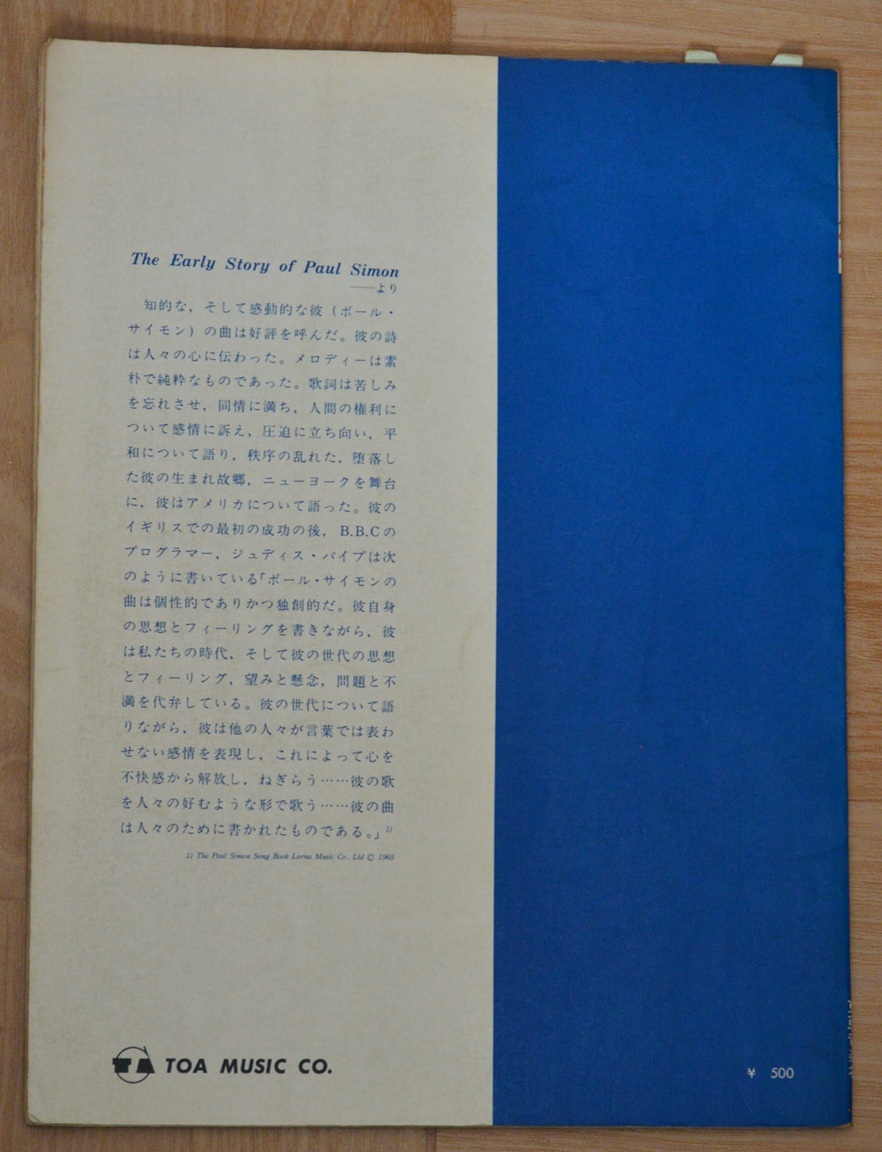 The Early Story of Paul Simon
——より
知的な，そして感動的な彼（ポール・
サイモン）の曲は好評を呼んだ。彼の詩
は人々の心に伝わった。メロディーは素
朴で純粋なものであった。歌詞は苦しみ
を忘れさせ，同情に満ち，人間の権利に
ついて感情に訴え，圧迫に立ち向い，平
和について語り，秩序の乱れた，堕落し
た彼の生まれ故郷，ニューヨークを舞台
に，彼はアメリカについて語った。彼の
イギリスでの最初の成功の後，B.B.Cの
プログラマー，ジュディス・パイプは次
のように書いている「ポール・サイモンの
曲は個性的でありかつ独創的だ。彼自身
の思想とフィーリングを書きながら，彼
は私たちの時代，そして彼の世代の思想
とフィーリング，望みと懸念，問題と不
満を代弁している。彼の世代について語
りながら，彼は他の人々が言葉では表わ
せない感情を表現し，これによって心を
不快感から解放し，ねぎらう……彼の歌
を人々の好むような形で歌う……彼の曲
は人々のために書かれたものである。」1)
1) The Paul Simon Song Book Lorna Music Co., Ltd © 1965
TOA MUSIC CO.
¥ 500